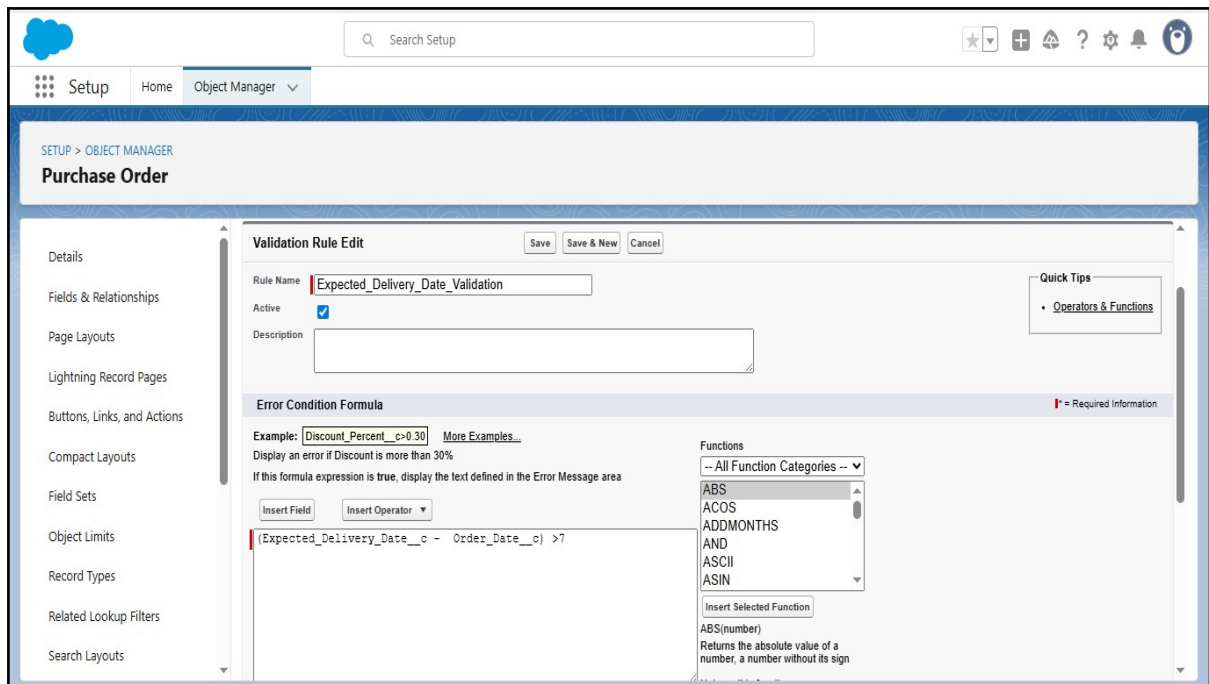 Search Setup
Setup Home Object Manager
SETUP > OBJECT MANAGER
Purchase Order
Details
Fields & Relationships
Page Layouts
Lightning Record Pages
Buttons, Links, and Actions
Compact Layouts
Field Sets
Object Limits
Record Types
Related Lookup Filters
Search Layouts
Validation Rule Edit Save Save & New Cancel
Rule Name Expected_Delivery_Date_Validation
Active
Description
Quick Tips
• Operators & Functions
Error Condition Formula * = Required Information
Example: Discount_Percent__c>0.30 More Examples...
Display an error if Discount is more than 30%
If this formula expression is true, display the text defined in the Error Message area
Insert Field Insert Operator ▼
(Expected_Delivery_Date__c -  Order_Date__c) >7
Functions
-- All Function Categories --
ABS
ACOS
ADDMONTHS
AND
ASCII
ASIN
Insert Selected Function
ABS(number)
Returns the absolute value of a
number, a number without its sign